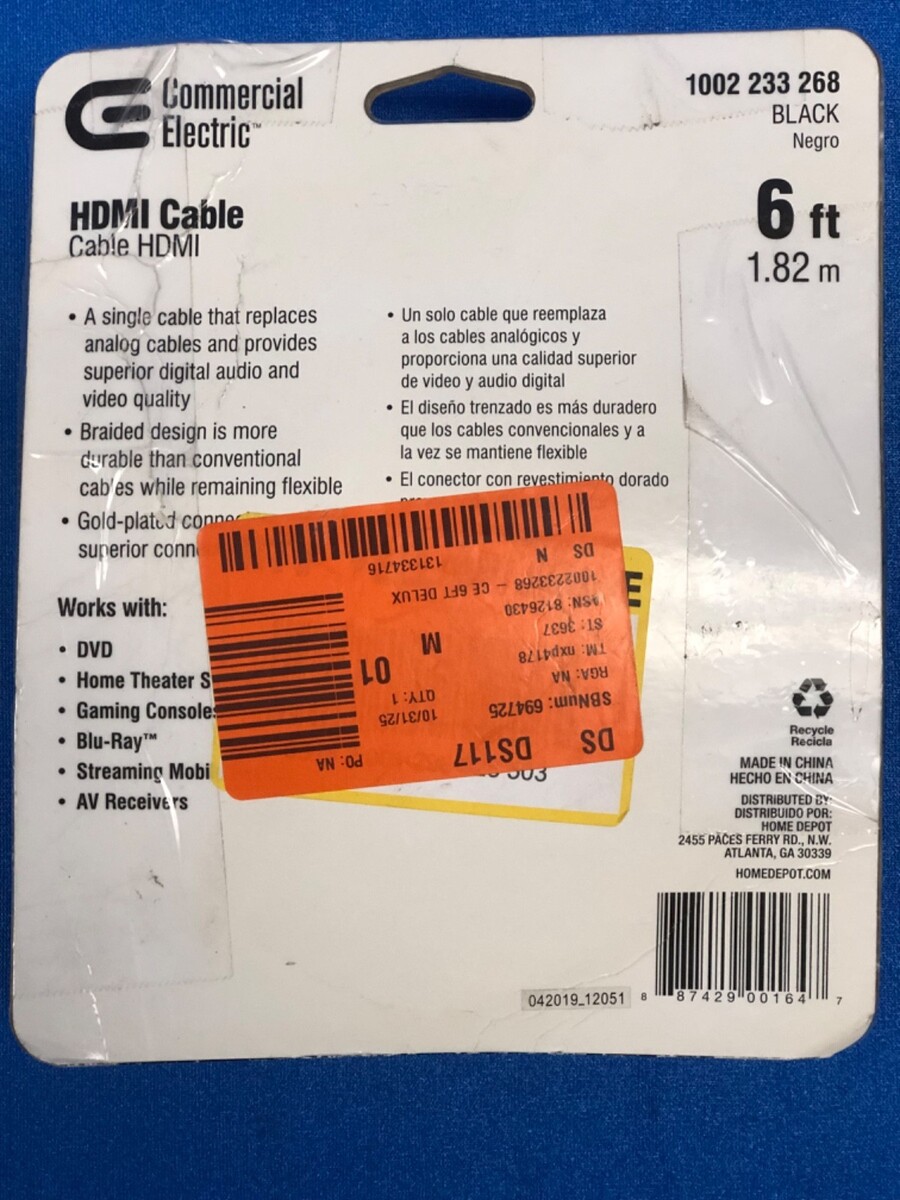 Commercial
Electric™
1002 233 268
BLACK
Negro
HDMI Cable
Cable HDMI
6 ft
1.82 m
• A single cable that replaces
analog cables and provides
superior digital audio and
video quality
• Braided design is more
durable than conventional
cables while remaining flexible
• Gold-plated
superior
• Un solo cable que reemplaza
a los cables analógicos y
proporciona una calidad superior
de video y audio digital
• El diseño trenzado es más duradero
que los cables convencionales y a
la vez se mantiene flexible
• El conector con revestimiento dorado
Works with:
• DVD
• Home Theater S
• Gaming Consoles
• Blu-Ray™
• Streaming Mobi
• AV Receivers
DS DS117
PO: NA
SBNum: 694725
10/31/25
RGA: NA
QTY: 1
TM: nxp4178
01
ST: 3637
M
ASN: 8126430
1002233268 – CE 6FT DELUX
DS N
131334716
E
503
Recycle
Recicla
MADE IN CHINA
HECHO EN CHINA
DISTRIBUTED BY:
DISTRIBUIDO POR:
HOME DEPOT
2455 PACES FERRY RD., N.W.
ATLANTA, GA 30339
HOMEDEPOT.COM
042019_12051
8 87429 00164 7